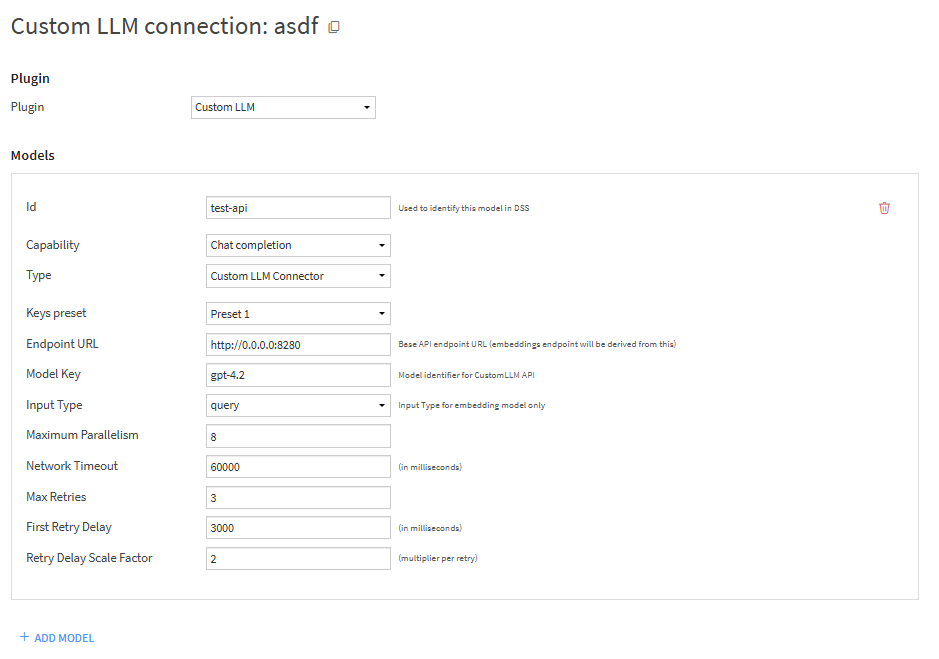 Custom LLM connection: asdf
Plugin
Plugin Custom LLM
Models
Id test-api Used to identify this model in DSS
Capability Chat completion
Type Custom LLM Connector
Keys preset Preset 1
Endpoint URL http://0.0.0.0:8280 Base API endpoint URL (embeddings endpoint will be derived from this)
Model Key gpt-4.2 Model identifier for CustomLLM API
Input Type query Input Type for embedding model only
Maximum Parallelism 8
Network Timeout 60000 (in milliseconds)
Max Retries 3
First Retry Delay 3000 (in milliseconds)
Retry Delay Scale Factor 2 (multiplier per retry)
+ ADD MODEL